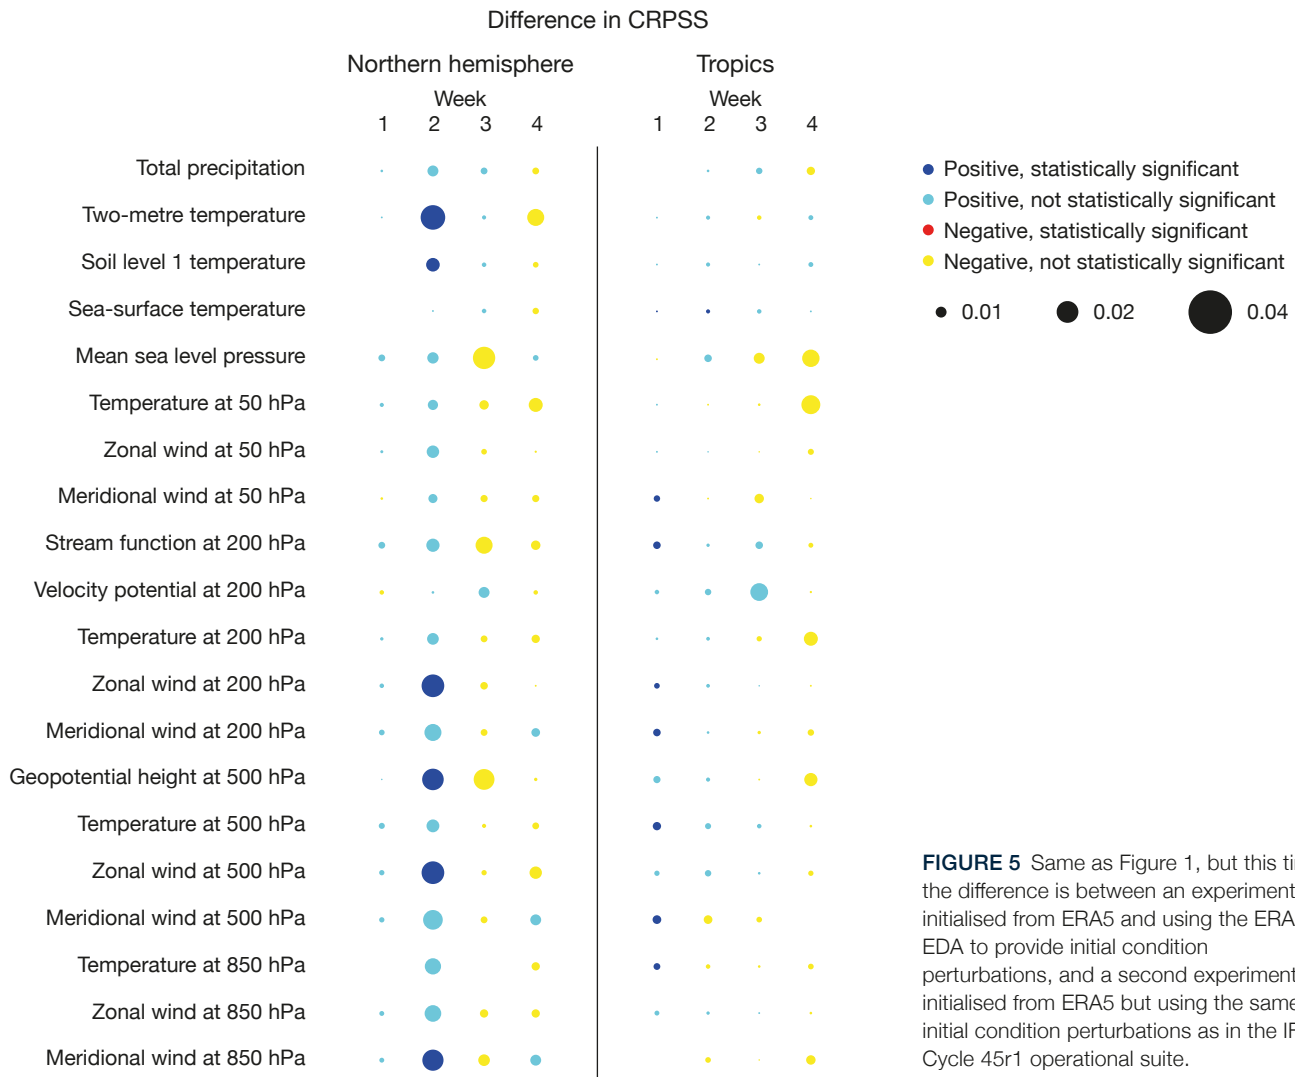 Difference in CRPSS
Northern hemisphere
Tropics
Week
Week
1 2 3 4
1 2 3 4
Total precipitation
Two-metre temperature
Soil level 1 temperature
Sea-surface temperature
Mean sea level pressure
Temperature at 50 hPa
Zonal wind at 50 hPa
Meridional wind at 50 hPa
Stream function at 200 hPa
Velocity potential at 200 hPa
Temperature at 200 hPa
Zonal wind at 200 hPa
Meridional wind at 200 hPa
Geopotential height at 500 hPa
Temperature at 500 hPa
Zonal wind at 500 hPa
Meridional wind at 500 hPa
Temperature at 850 hPa
Zonal wind at 850 hPa
Meridional wind at 850 hPa
Positive, statistically significant
Positive, not statistically significant
Negative, statistically significant
Negative, not statistically significant
0.01 0.02 0.04
FIGURE 5 Same as Figure 1, but this
the difference is between an experiment
initialised from ERA5 and using the
EDA to provide initial condition
perturbations, and a second experiment
initialised from ERA5 but using the same
initial condition perturbations as in the
Cycle 45r1 operational suite.